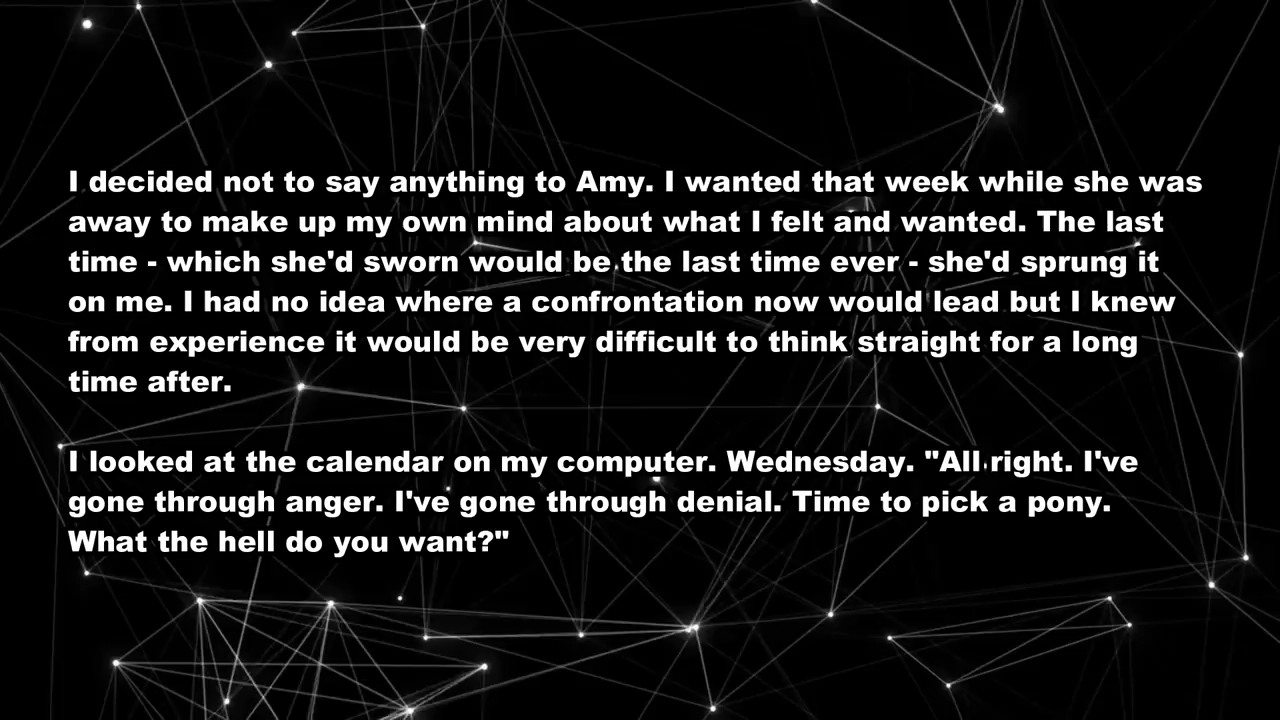 I decided not to say anything to Amy. I wanted that week while she was
away to make up my own mind about what I felt and wanted. The last
time - which she'd sworn would be the last time ever - she'd sprung it
on me. I had no idea where a confrontation now would lead but I knew
from experience it would be very difficult to think straight for a long
time after.
I looked at the calendar on my computer. Wednesday. "All right. I've
gone through anger. I've gone through denial. Time to pick a pony.
What the hell do you want?"